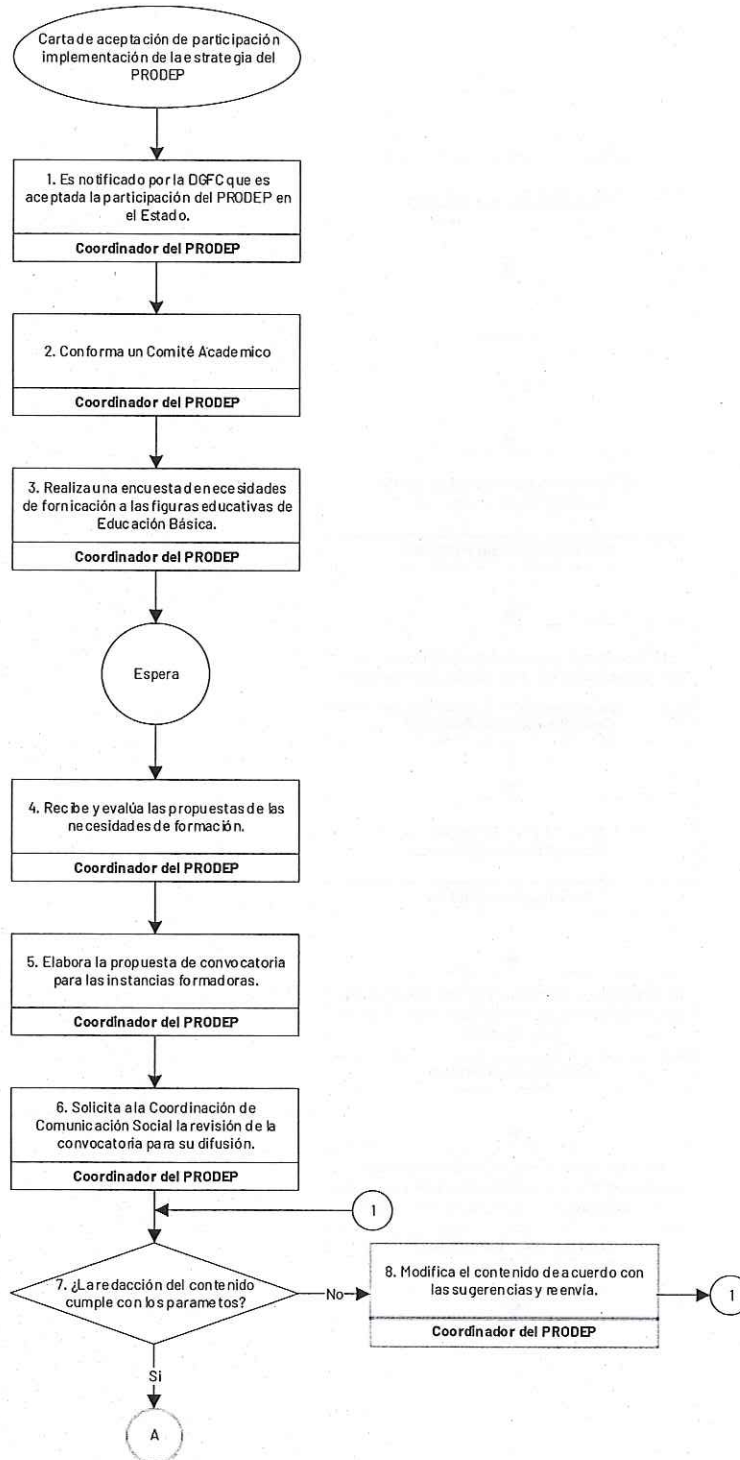 Carta de aceptación de participación
implementación de la estrategia del
PRODEP
1. Es notificado por la DGFC que es
aceptada la participación del PRODEP en
el Estado.
Coordinador del PRODEP
2. Conforma un Comité Academico
Coordinador del PRODEP
3. Realiza una encuesta de necesidades
de fornicación a las figuras educativas de
Educación Básica.
Coordinador del PRODEP
Espera
4. Recibe y evalúa las propuestas de las
necesidades de formación.
Coordinador del PRODEP
5. Elabora la propuesta de convocatoria
para las instancias formadoras.
Coordinador del PRODEP
6. Solicita a la Coordinación de
Comunicación Social la revisión de la
convocatoria para su difusión.
Coordinador del PRODEP
1
7. ¿La redacción del contenido
cumple con los parametos?
No
8. Modifica el contenido de acuerdo con
las sugerencias y reenvía.
Coordinador del PRODEP
1
Si
A